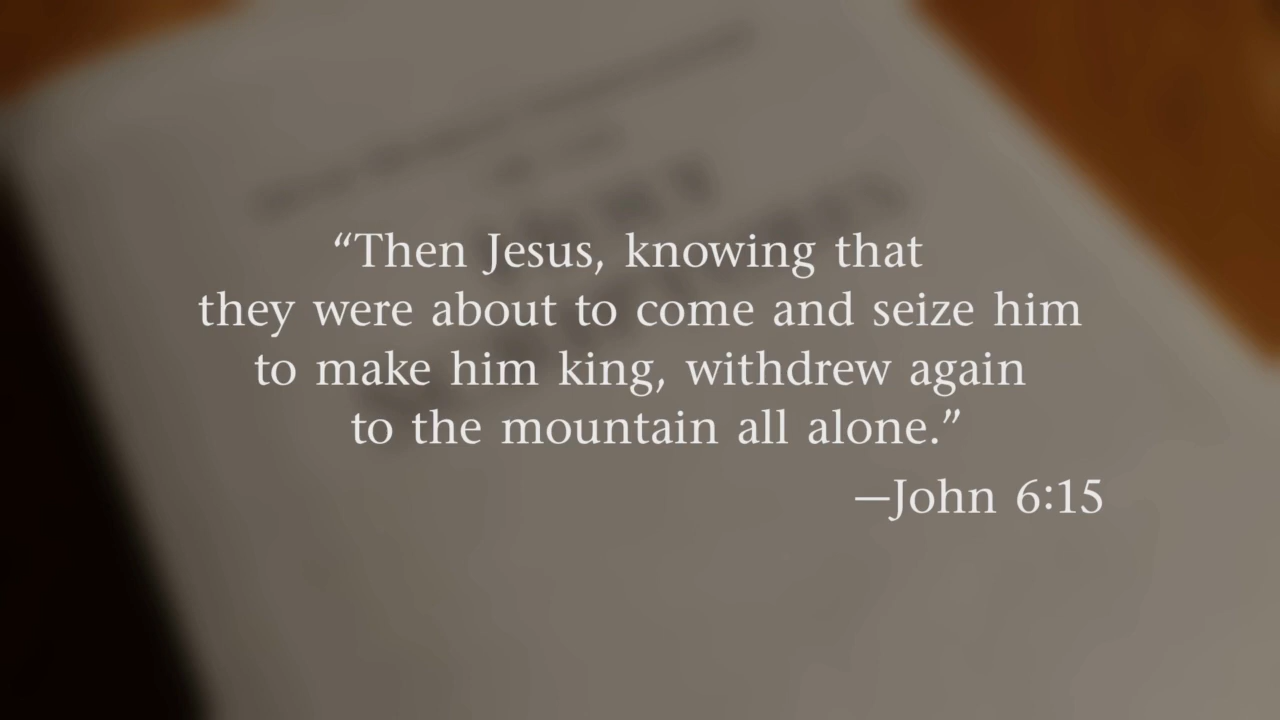 “Then Jesus, knowing that
they were about to come and seize him
to make him king, withdrew again
to the mountain all alone.”
—John 6:15